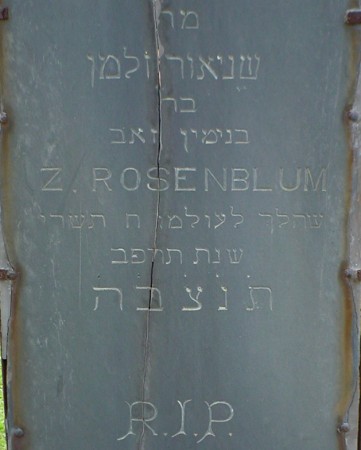 מר
שניאור זלמן
בר
בנימין זאב
Z. ROSENBLUM
שהלך לעולמו ח תשרי
שנת תרפב
ת נ צ ב ה
R.I.P.